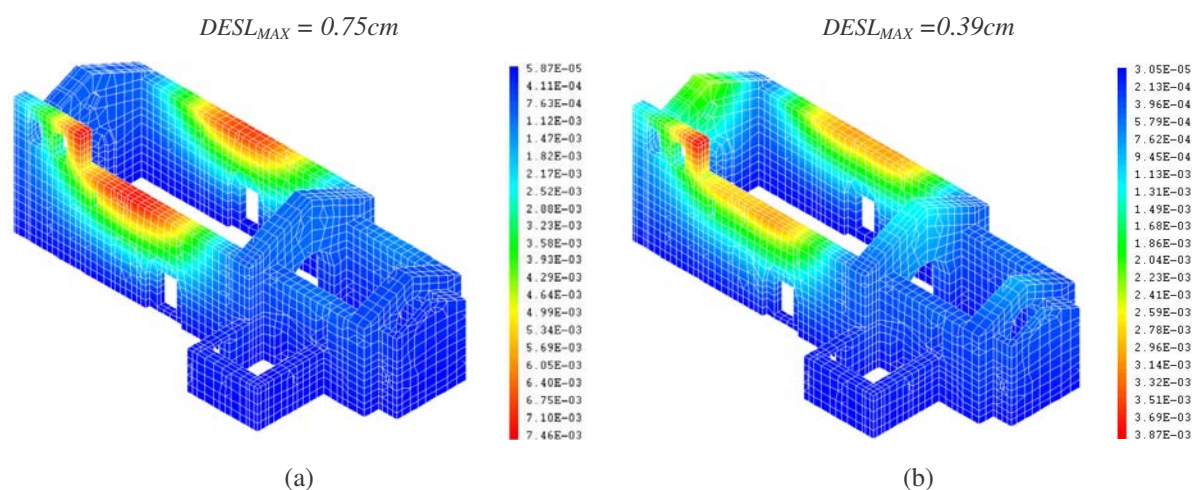 DESL_MAX = 0.75cm
DESL_MAX =0.39cm
5.87E-05
4.11E-04
7.63E-04
1.12E-03
1.47E-03
1.82E-03
2.17E-03
2.52E-03
2.88E-03
3.23E-03
3.58E-03
3.93E-03
4.29E-03
4.64E-03
4.99E-03
5.34E-03
5.69E-03
6.05E-03
6.40E-03
6.75E-03
7.10E-03
7.46E-03
3.05E-05
2.13E-04
3.96E-04
5.79E-04
7.62E-04
9.45E-04
1.13E-03
1.31E-03
1.49E-03
1.68E-03
1.86E-03
2.04E-03
2.23E-03
2.41E-03
2.59E-03
2.78E-03
2.96E-03
3.14E-03
3.32E-03
3.51E-03
3.69E-03
3.87E-03
(a)
(b)